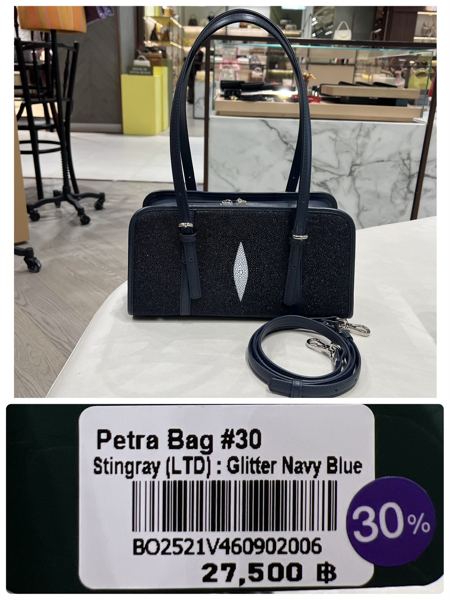 Petra Bag #30
Stingray (LTD) : Glitter Navy Blue
BO2521V460902006
30%
27,500 ฿